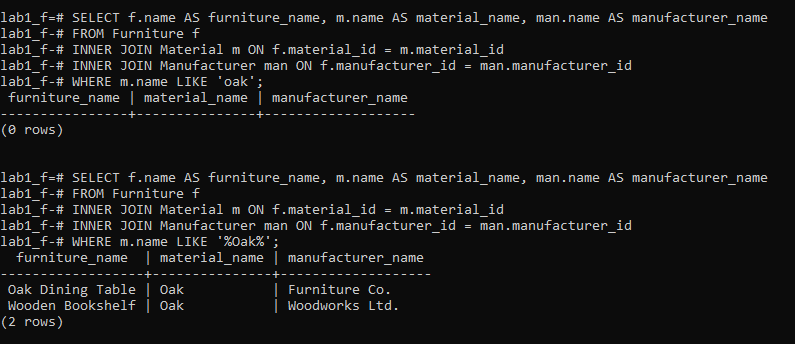 lab1_f=# SELECT f.name AS furniture_name, m.name AS material_name, man.name AS manufacturer_name
lab1_f-# FROM Furniture f
lab1_f-# INNER JOIN Material m ON f.material_id = m.material_id
lab1_f-# INNER JOIN Manufacturer man ON f.manufacturer_id = man.manufacturer_id
lab1_f-# WHERE m.name LIKE 'oak';
 furniture_name | material_name | manufacturer_name
----------------+---------------+-------------------
(0 rows)
lab1_f=# SELECT f.name AS furniture_name, m.name AS material_name, man.name AS manufacturer_name
lab1_f-# FROM Furniture f
lab1_f-# INNER JOIN Material m ON f.material_id = m.material_id
lab1_f-# INNER JOIN Manufacturer man ON f.manufacturer_id = man.manufacturer_id
lab1_f-# WHERE m.name LIKE '%Oak%';
  furniture_name  | material_name | manufacturer_name
------------------+---------------+-------------------
 Oak Dining Table | Oak           | Furniture Co.
 Wooden Bookshelf | Oak           | Woodworks Ltd.
(2 rows)